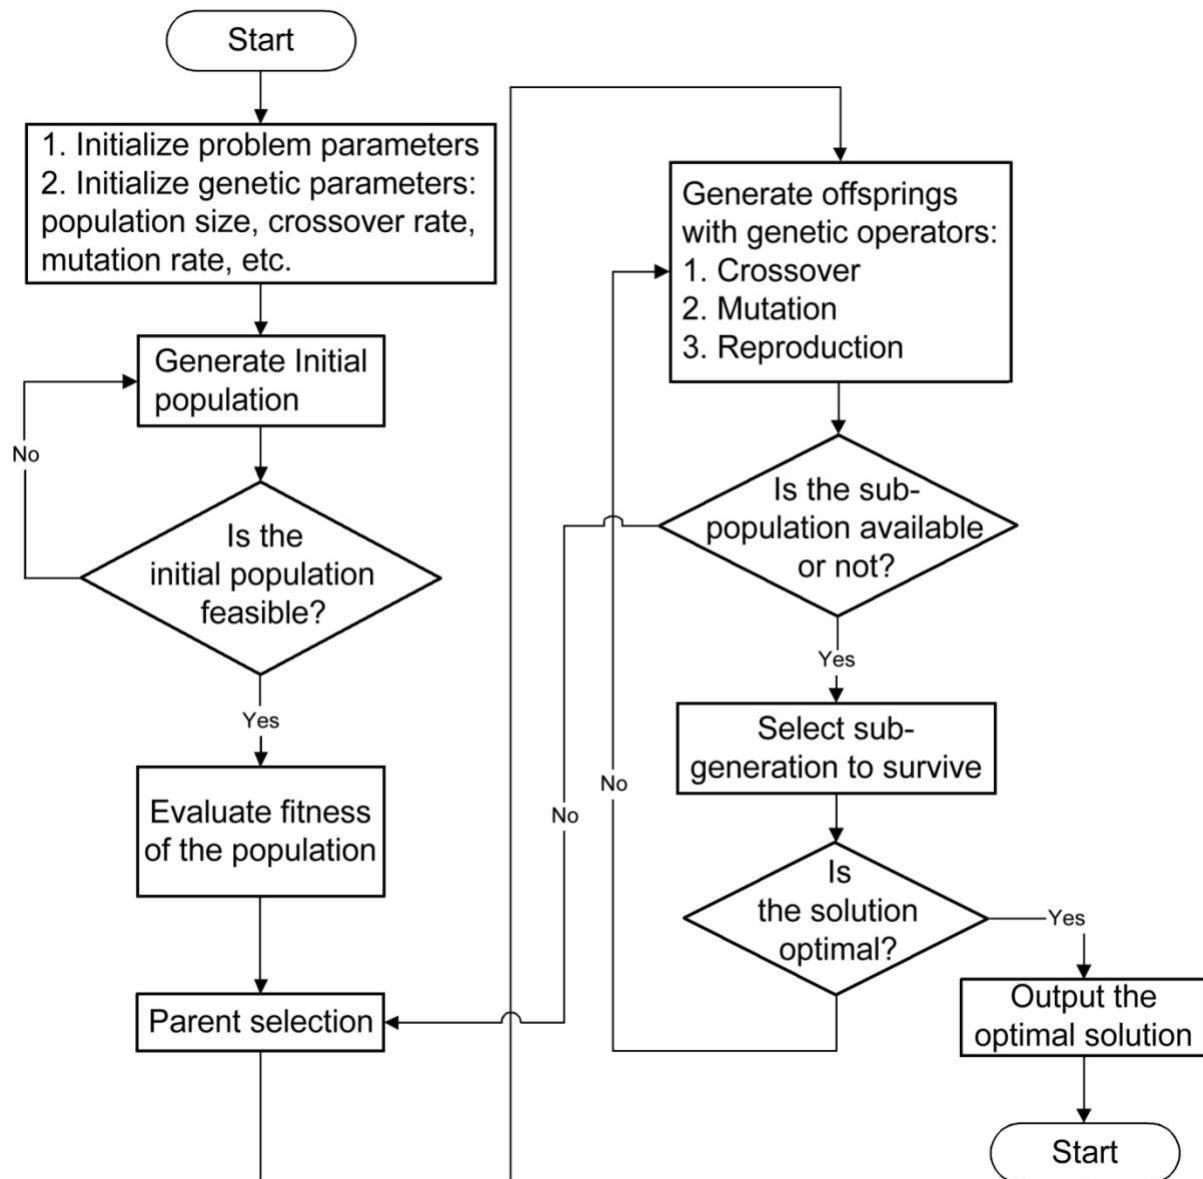 Start
1. Initialize problem parameters
2. Initialize genetic parameters:
population size, crossover rate,
mutation rate, etc.
Generate Initial
population
No
Is the
initial population
feasible?
Yes
Evaluate fitness
of the population
Parent selection
Generate offsprings
with genetic operators:
1. Crossover
2. Mutation
3. Reproduction
Is the sub-
population available
or not?
No
Yes
Select sub-
generation to survive
Is
the solution
optimal?
No
Yes
Output the
optimal solution
Start